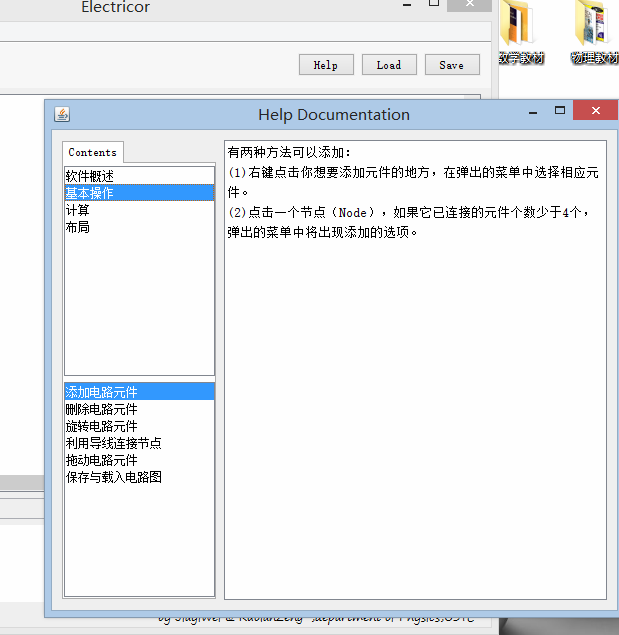 Electricor
Help
Load
Save
数学教材
物理教材
Help Documentation
Contents
软件概述
基本操作
计算
布局
添加电路元件
删除电路元件
旋转电路元件
利用导线连接节点
拖动电路元件
保存与载入电路图
有两种方法可以添加：
(1)右键点击你想要添加元件的地方，在弹出的菜单中选择相应元
件。
(2)点击一个节点（Node），如果它已连接的元件个数少于4个，
弹出的菜单中将出现添加的选项。